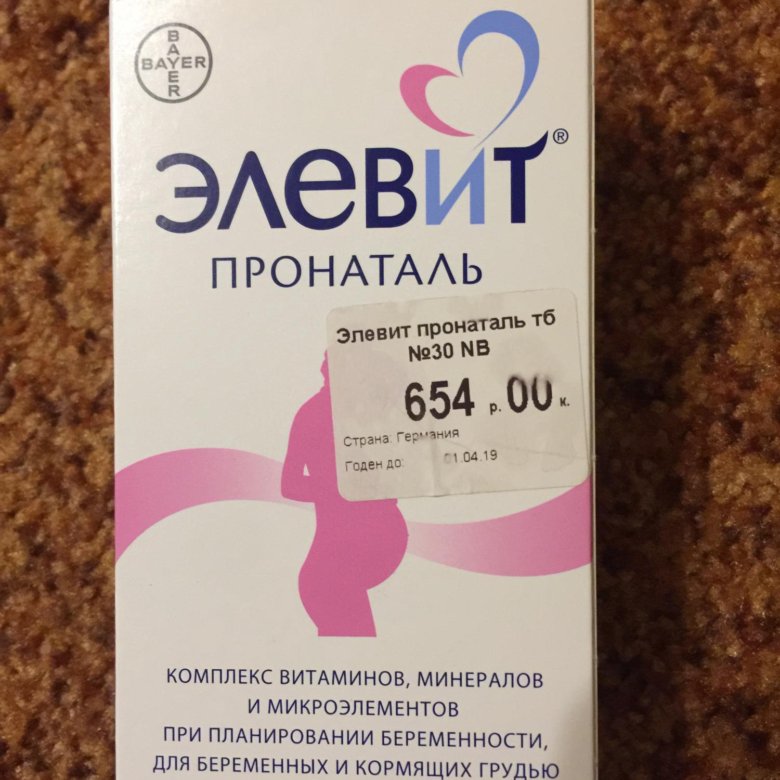 BAYER
BAYER
ЭЛЕВИТ®
ПРОНАТАЛЬ
Элевит пронаталь тб
№30 NB
654 р. 00 к.
Страна: Германия
Годен до: 01.04.19
КОМПЛЕКС ВИТАМИНОВ, МИНЕРАЛОВ
И МИКРОЭЛЕМЕНТОВ
ПРИ ПЛАНИРОВАНИИ БЕРЕМЕННОСТИ,
ДЛЯ БЕРЕМЕННЫХ И КОРМЯЩИХ ГРУДЬЮ